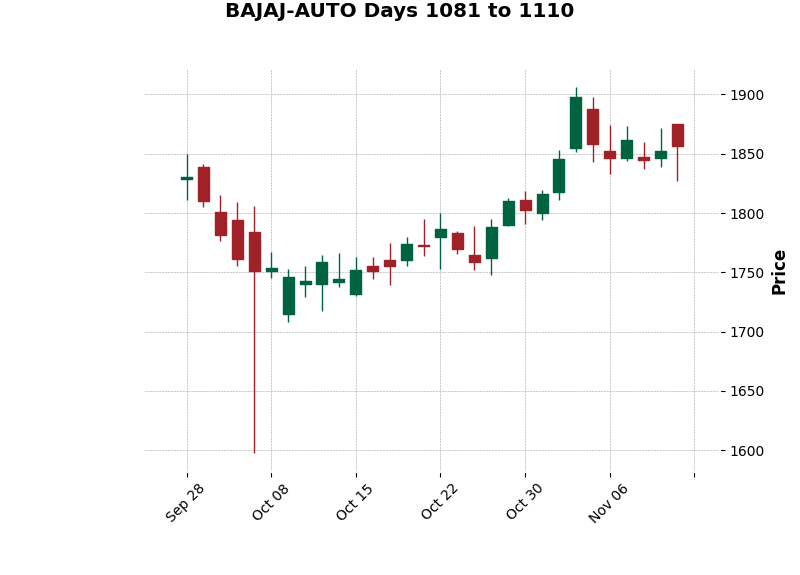 BAJAJ-AUTO Days 1081 to 1110
1900
1850
1800
1750
1700
1650
1600
Price
Sep 28
Oct 08
Oct 15
Oct 22
Oct 30
Nov 06